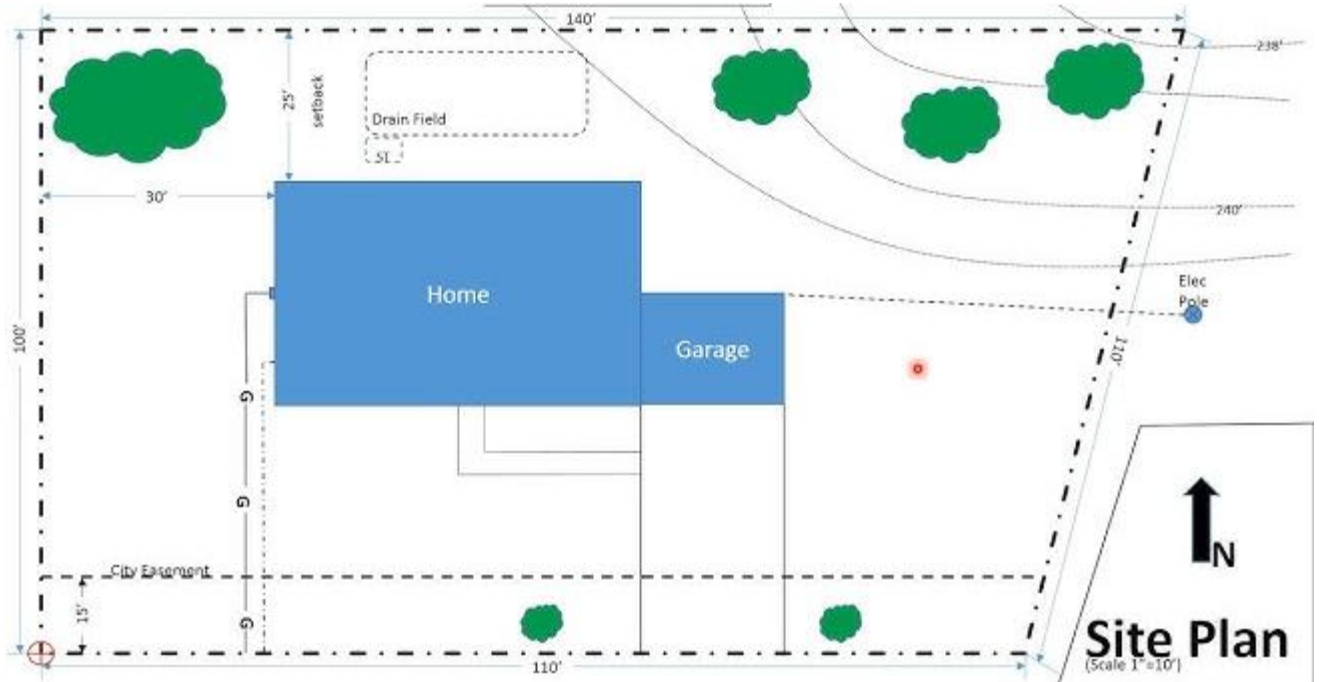 140'
238'
25'
setback
Drain Field
ST
30'
240'
Elec
Pole
Home
Garage
100'
110'
G
G
G
City Easement
15'
N
Site Plan
(Scale 1"=10')
110'